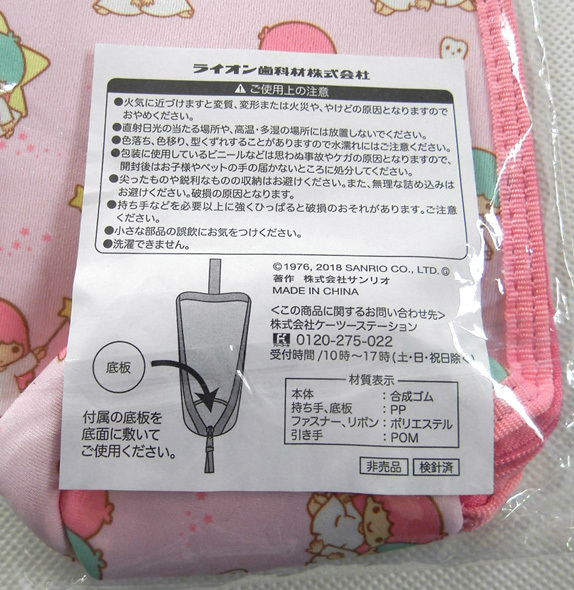 ライオン歯科材株式会社
ご使用上の注意
●火気に近づけますと変質、変形または火災や、やけどの原因となりますので
おやめください。
●直射日光の当たる場所や、高温・多湿の場所には放置しないでください。
●色落ち、色移り、型くずれすることがありますので水濡れにはご注意ください。
●包装に使用しているビニールなどは思わぬ事故やケガの原因となりますので、
開封後はお子様やペットの手の届かないところに処分してください。
●尖ったものや鋭利なものの収納はお避けください。また、無理な詰め込みは
お避けください。破損の原因となります。
●持ち手などを必要以上に強くひっぱると破損のおそれがあります。ご注意
ください。
●小さな部品の誤飲にお気をつけください。
●洗濯できません。
©1976, 2018 SANRIO CO., LTD.
著作 株式会社サンリオ
MADE IN CHINA
<この商品に関するお問い合わせ先>
株式会社ケーツーステーション
0120-275-022
受付時間/10時〜17時(土・日・祝日除く)
底板
付属の底板を
底面に敷いて
ご使用ください。
材質表示
本体 :合成ゴム
持ち手、底板 :PP
ファスナー、リボン:ポリエステル
引き手 :POM
非売品 検針済